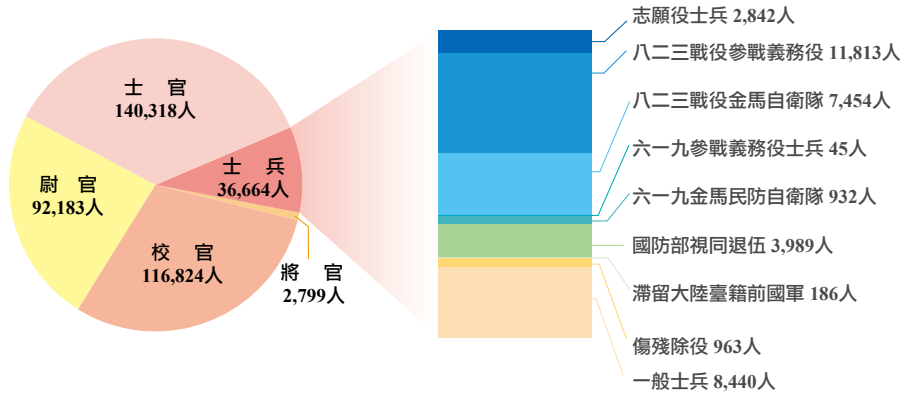 士 官
140,318人
士 兵
36,664人
尉 官
92,183人
校 官
116,824人
將 官
2,799人
志願役士兵 2,842人
八二三戰役參戰義務役 11,813人
八二三戰役金馬自衛隊 7,454人
六一九參戰義務役士兵 45人
六一九金馬民防自衛隊 932人
國防部視同退伍 3,989人
滯留大陸臺籍前國軍 186人
傷殘除役 963人
一般士兵 8,440人